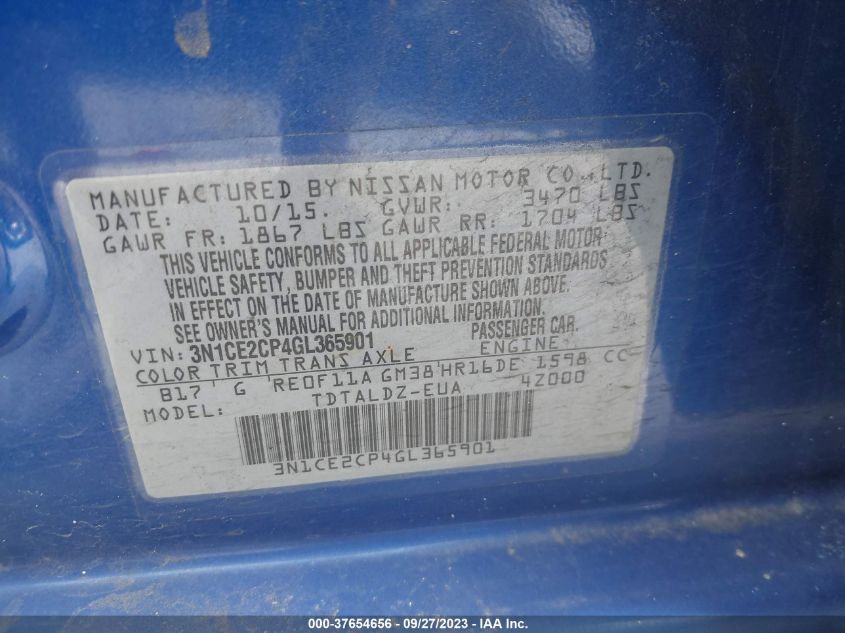 MANUFACTURED BY NISSAN MOTOR CO.,LTD.
DATE: 10/15. GVWR: 3470 LBS
GAWR FR: 1867 LBS GAWR RR: 1704 LBS
THIS VEHICLE CONFORMS TO ALL APPLICABLE FEDERAL MOTOR
VEHICLE SAFETY, BUMPER AND THEFT PREVENTION STANDARDS
IN EFFECT ON THE DATE OF MANUFACTURE SHOWN ABOVE.
SEE OWNER'S MANUAL FOR ADDITIONAL INFORMATION.
VIN: 3N1CE2CP4GL365901 PASSENGER CAR.
COLOR TRIM TRANS AXLE ENGINE
B17 G RE0F11A GM38 HR16DE 1598 CC
MODEL: TDTALDZ-EUA 4Z000
3N1CE2CP4GL365901
000-37654656 - 09/27/2023 - IAA Inc.